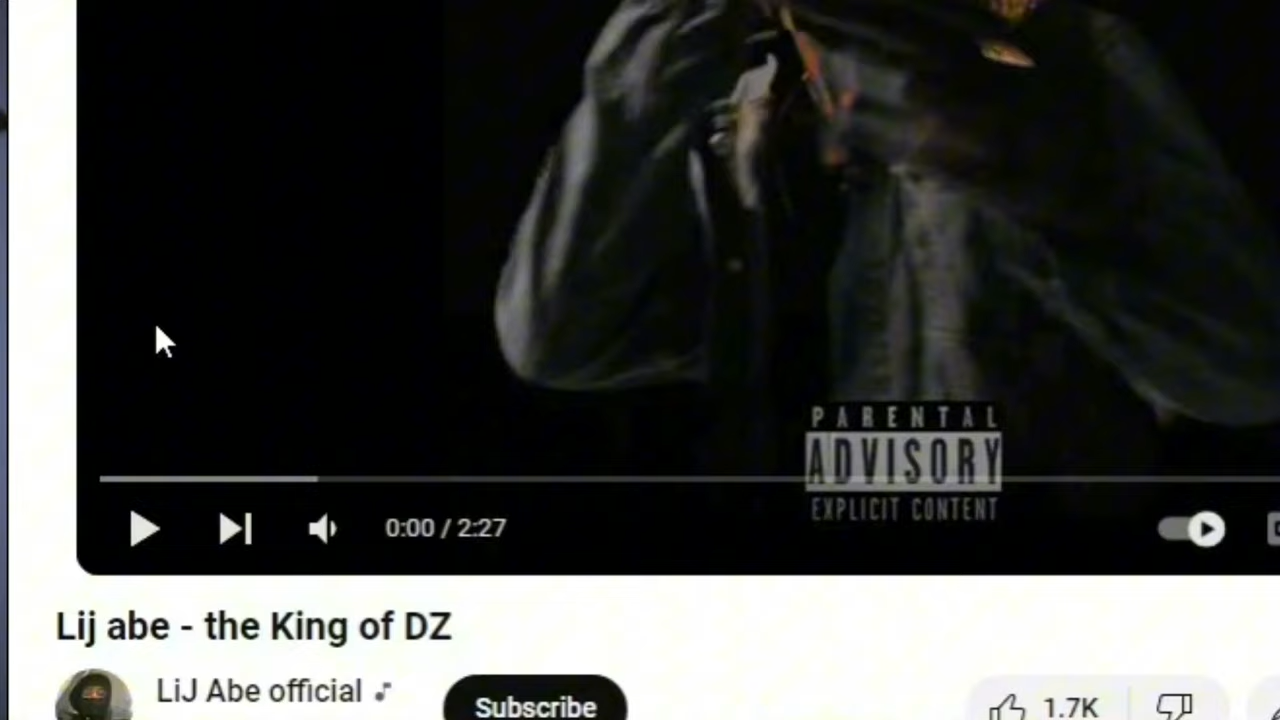 PARENTAL
ADVISORY
EXPLICIT CONTENT
0:00 / 2:27
Lij abe - the King of DZ
LiJ Abe official
Subscribe
1.7K